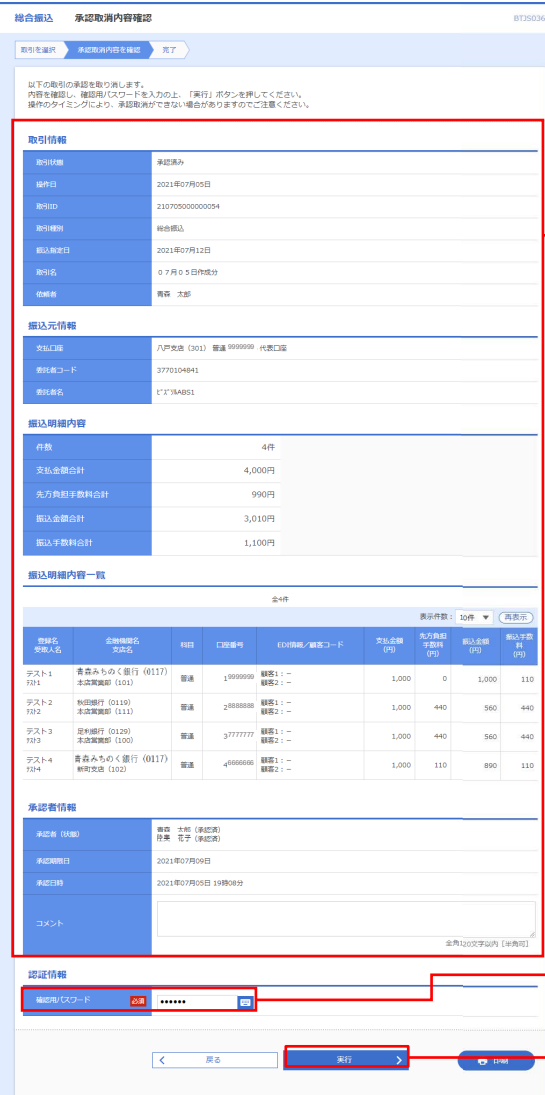 総合振込 承認取消内容確認 BTJS036
取引を選択 承認取消内容を確認 完了
以下の取引の承認を取り消します。
内容を確認し、確認用パスワードを入力の上、「実行」ボタンを押してください。
操作のタイミングにより、承認取消ができない場合がありますのでご注意ください。
取引情報
取引状態 承認済み
操作日 2021年07月05日
取引ID 210705000000054
取引種別 総合振込
振込指定日 2021年07月12日
取引名 07月05日作成分
依頼者 青森 太郎
振込元情報
支払口座 八戸支店（301） 普通 9999999 代表口座
委託者コード 3770104841
委託者名 ﾋﾞｽﾞｿﾙABS1
振込明細内容
件数 4件
支払金額合計 4,000円
先方負担手数料合計 990円
振込金額合計 3,010円
振込手数料合計 1,100円
振込明細内容一覧
全4件
表示件数： 10件 ▼ 再表示
登録名 受取人名 金融機関名 支店名 科目 口座番号 EDI情報／顧客コード 支払金額 (円) 先方負担 手数料 (円) 振込金額 (円) 振込手数料 (円)
テスト1 青森みちのく銀行（0117） 普通 19999999 顧客1：− 1,000 0 1,000 110
ﾃｽﾄ1 本店営業部（101） 顧客2：−
テスト2 秋田銀行（0119） 普通 28888888 顧客1：− 1,000 440 560 440
ﾃｽﾄ2 本店営業部（111） 顧客2：−
テスト3 足利銀行（0129） 普通 37777777 顧客1：− 1,000 440 560 440
ﾃｽﾄ3 本店営業部（100） 顧客2：−
テスト4 青森みちのく銀行（0117） 普通 46666666 顧客1：− 1,000 110 890 110
ﾃｽﾄ4 新町支店（102） 顧客2：−
承認者情報
承認者（状態） 青森 太郎（承認済）
花子（承認済）
承認期限日 2021年07月09日
承認日時 2021年07月05日 19時08分
コメント
全角120文字以内［半角可］
認証情報
確認用パスワード 必須 ••••••
戻る 実行 印刷